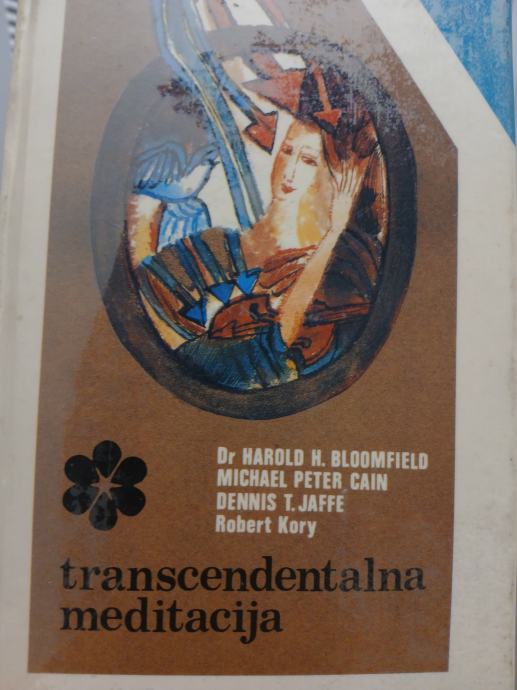 Dr HAROLD H. BLOOMFIELD
MICHAEL PETER CAIN
DENNIS T. JAFFE
Robert Kory
transcendentalna
meditacija